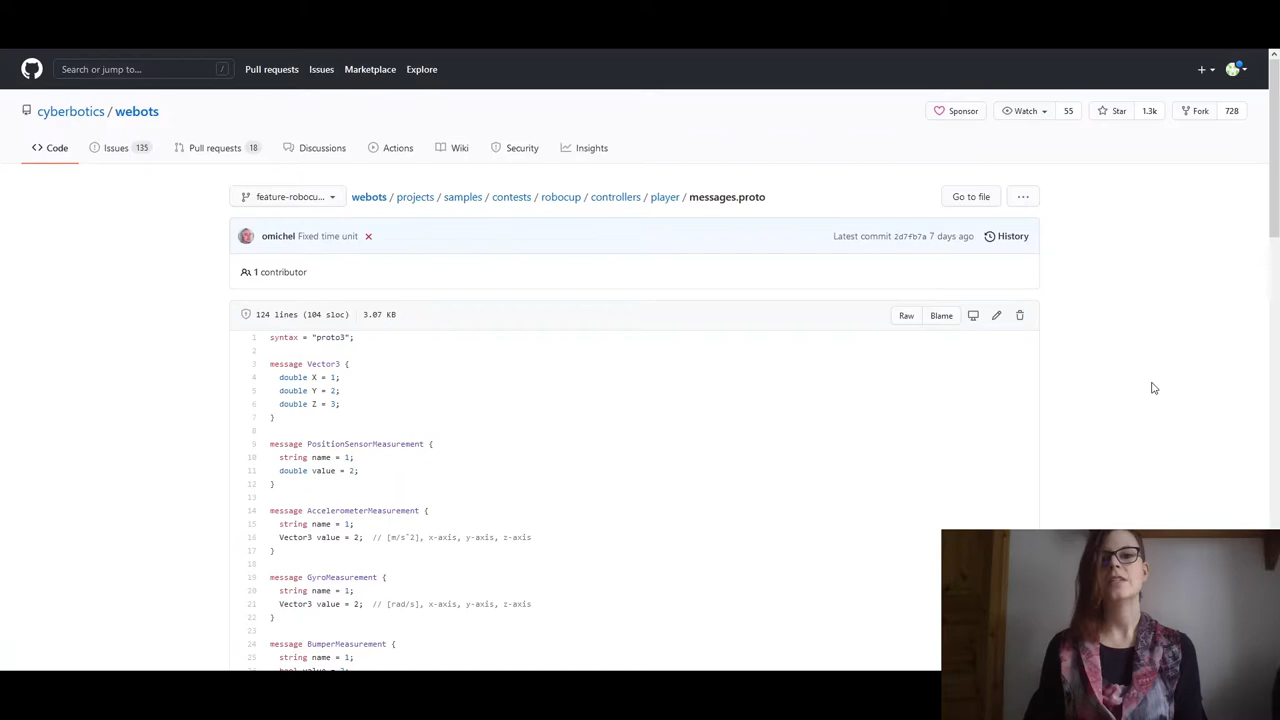 Search or jump to... /
Pull requests Issues Marketplace Explore
cyberbotics / webots
Sponsor Watch 55 Star 1.3k Fork 728
Code Issues 135 Pull requests 18 Discussions Actions Wiki Security Insights
feature-robocu... webots / projects / samples / contests / robocup / controllers / player / messages.proto Go to file ...
omichel Fixed time unit Latest commit 2d7fb7a 7 days ago History
1 contributor
124 lines (104 sloc) 3.07 KB Raw Blame
1 syntax = "proto3";
2
3 message Vector3 {
4 double X = 1;
5 double Y = 2;
6 double Z = 3;
7 }
8
9 message PositionSensorMeasurement {
10 string name = 1;
11 double value = 2;
12 }
13
14 message AccelerometerMeasurement {
15 string name = 1;
16 Vector3 value = 2; // [m/s^2], x-axis, y-axis, z-axis
17 }
18
19 message GyroMeasurement {
20 string name = 1;
21 Vector3 value = 2; // [rad/s], x-axis, y-axis, z-axis
22 }
23
24 message BumperMeasurement {
25 string name = 1;